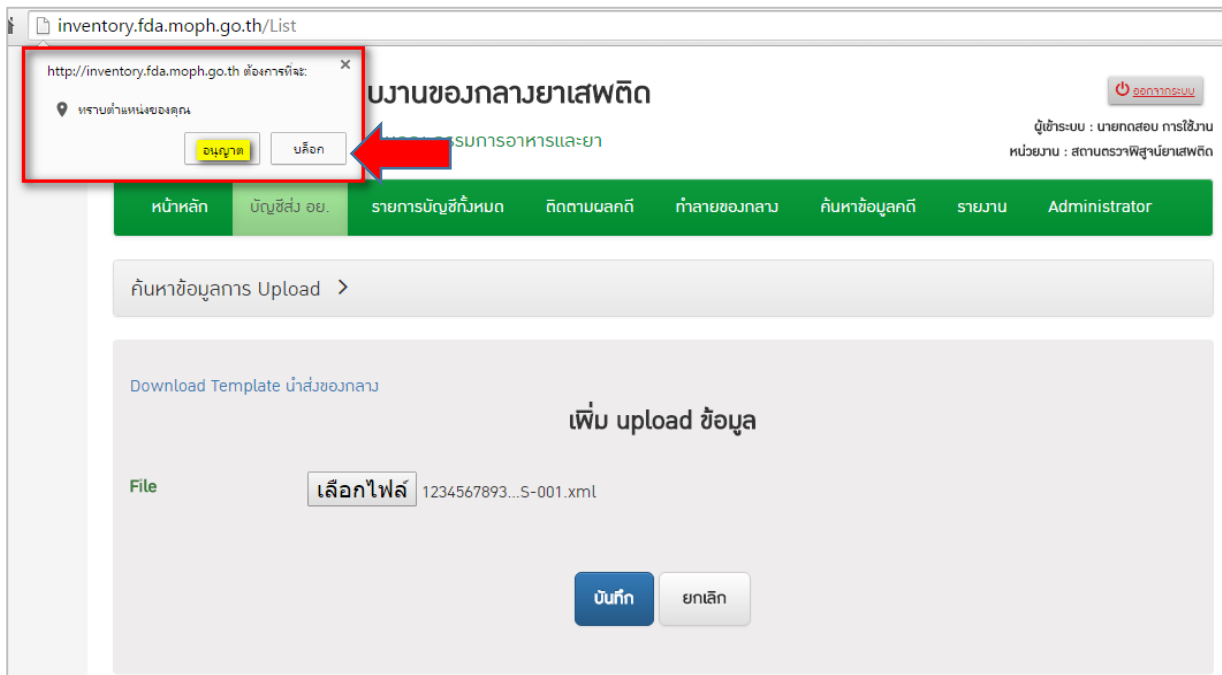 inventory.fda.moph.go.th/List
http://inventory.fda.moph.go.th ต้องการที่จะ:
ทราบตำแหน่งของคุณ
อนุญาต บล็อก
บงานของกลางยาเสพติด
รรมการอาหารและยา
ออกจากระบบ
ผู้เข้าระบบ : นายทดสอบ การใช้งาน
หน่วยงาน : สถานตรวจพิสูจน์ยาเสพติด
หน้าหลัก บัญชีส่ง อย. รายการบัญชีทั้งหมด ติดตามผลคดี ทำลายของกลาง ค้นหาข้อมูลคดี รายงาน Administrator
ค้นหาข้อมูลการ Upload
Download Template นำส่งของกลาง
เพิ่ม upload ข้อมูล
File เลือกไฟล์ 1234567893...S-001.xml
บันทึก ยกเลิก